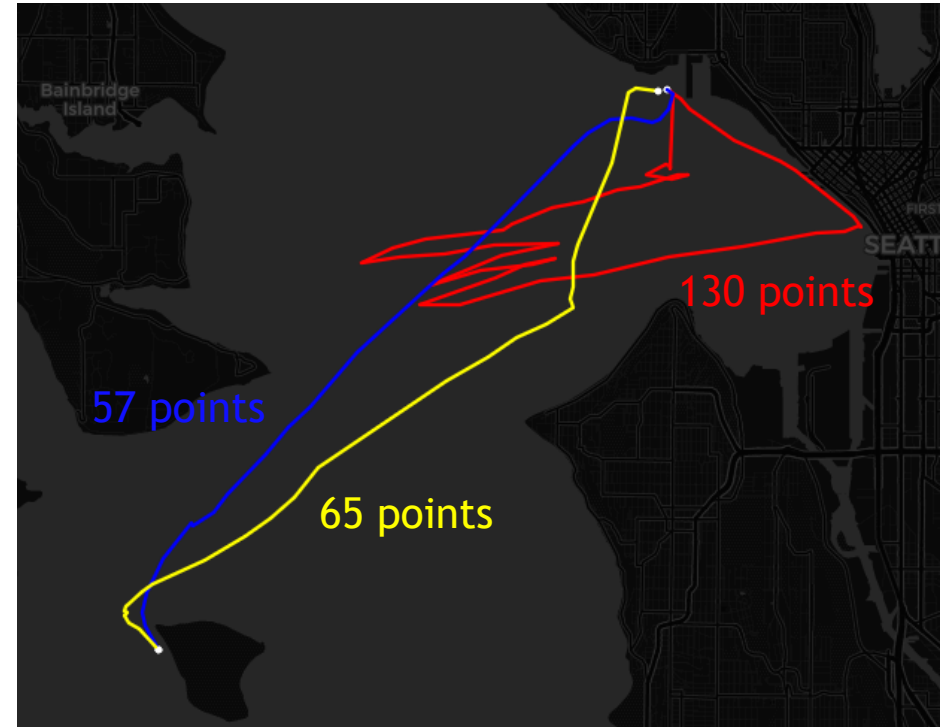 Bainbridge
Island
FIRST
SEATT
130 points
57 points
65 points